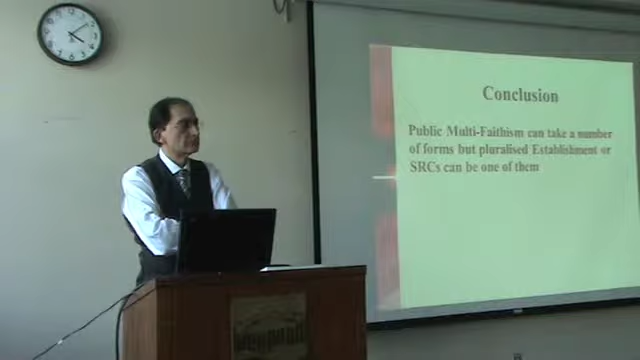 Conclusion
Public Multi-Faithism can take a number
of forms but pluralised Establishment or
SRCs can be one of them